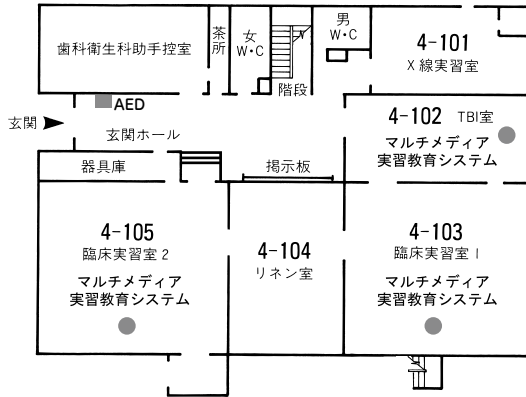 歯科衛生科助手控室
茶所
女
W・C
階段
男
W・C
4-101
X線実習室
AED
玄関
玄関ホール
4-102 TBI室
マルチメディア
実習教育システム
器具庫
掲示板
4-105
臨床実習室2
マルチメディア
実習教育システム
4-104
リネン室
4-103
臨床実習室1
マルチメディア
実習教育システム